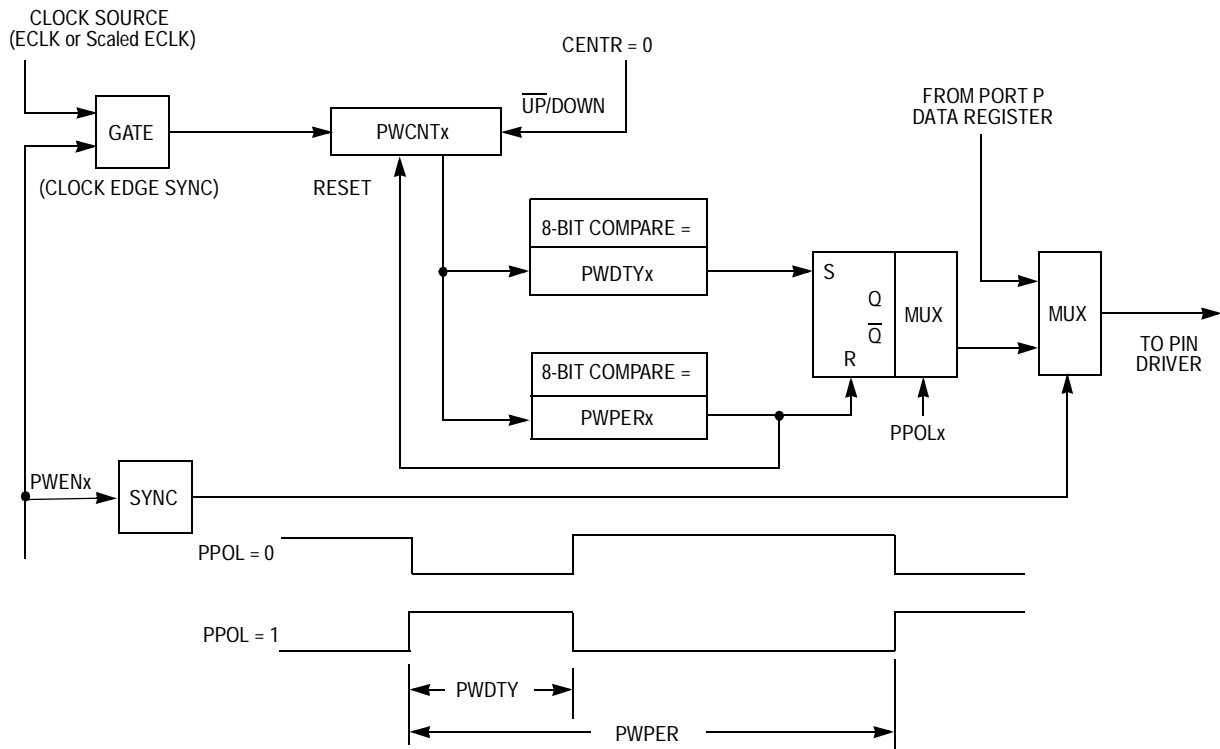 CLOCK SOURCE
(ECLK or Scaled ECLK)
CENTR = 0
U̅P̅/DOWN
FROM PORT P
DATA REGISTER
GATE
PWCNTx
(CLOCK EDGE SYNC)
RESET
8-BIT COMPARE =
PWDTYx
S
Q
Q̅
R
MUX
MUX
TO PIN
DRIVER
8-BIT COMPARE =
PWPERx
PPOLx
PWENx
SYNC
PPOL = 0
PPOL = 1
PWDTY
PWPER